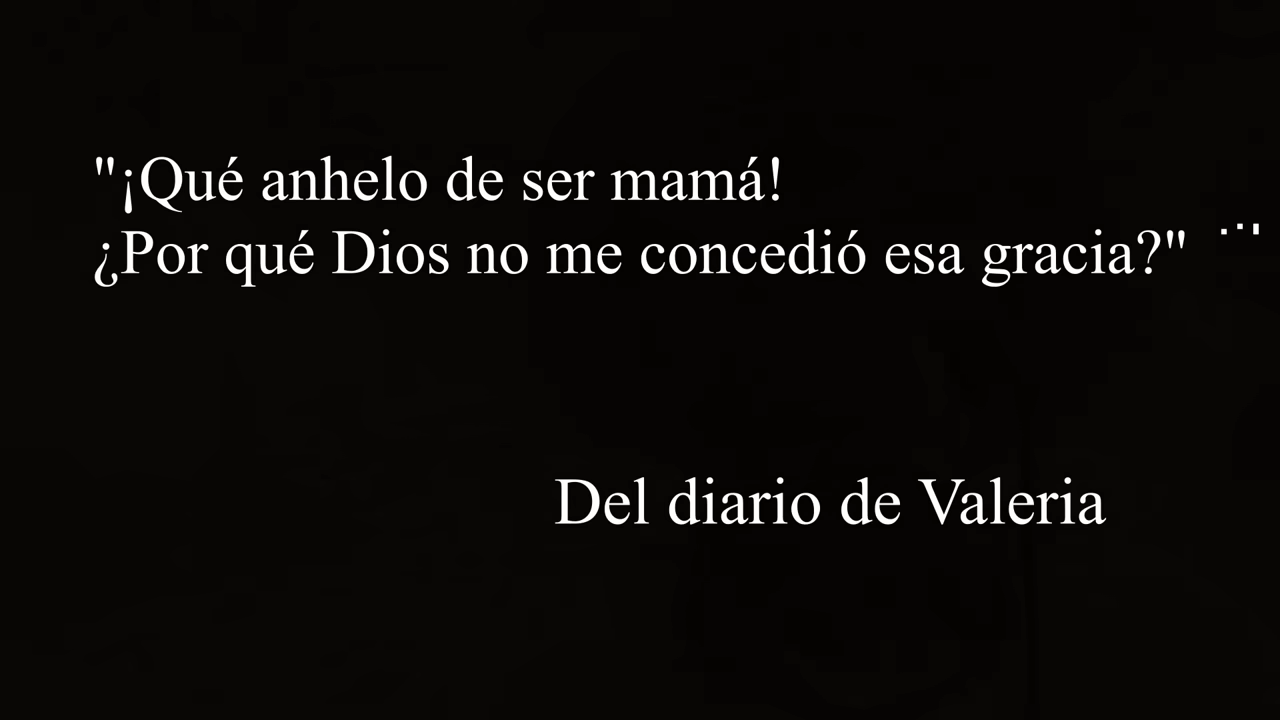 "¡Qué anhelo de ser mamá!
¿Por qué Dios no me concedió esa gracia?"
Del diario de Valeria